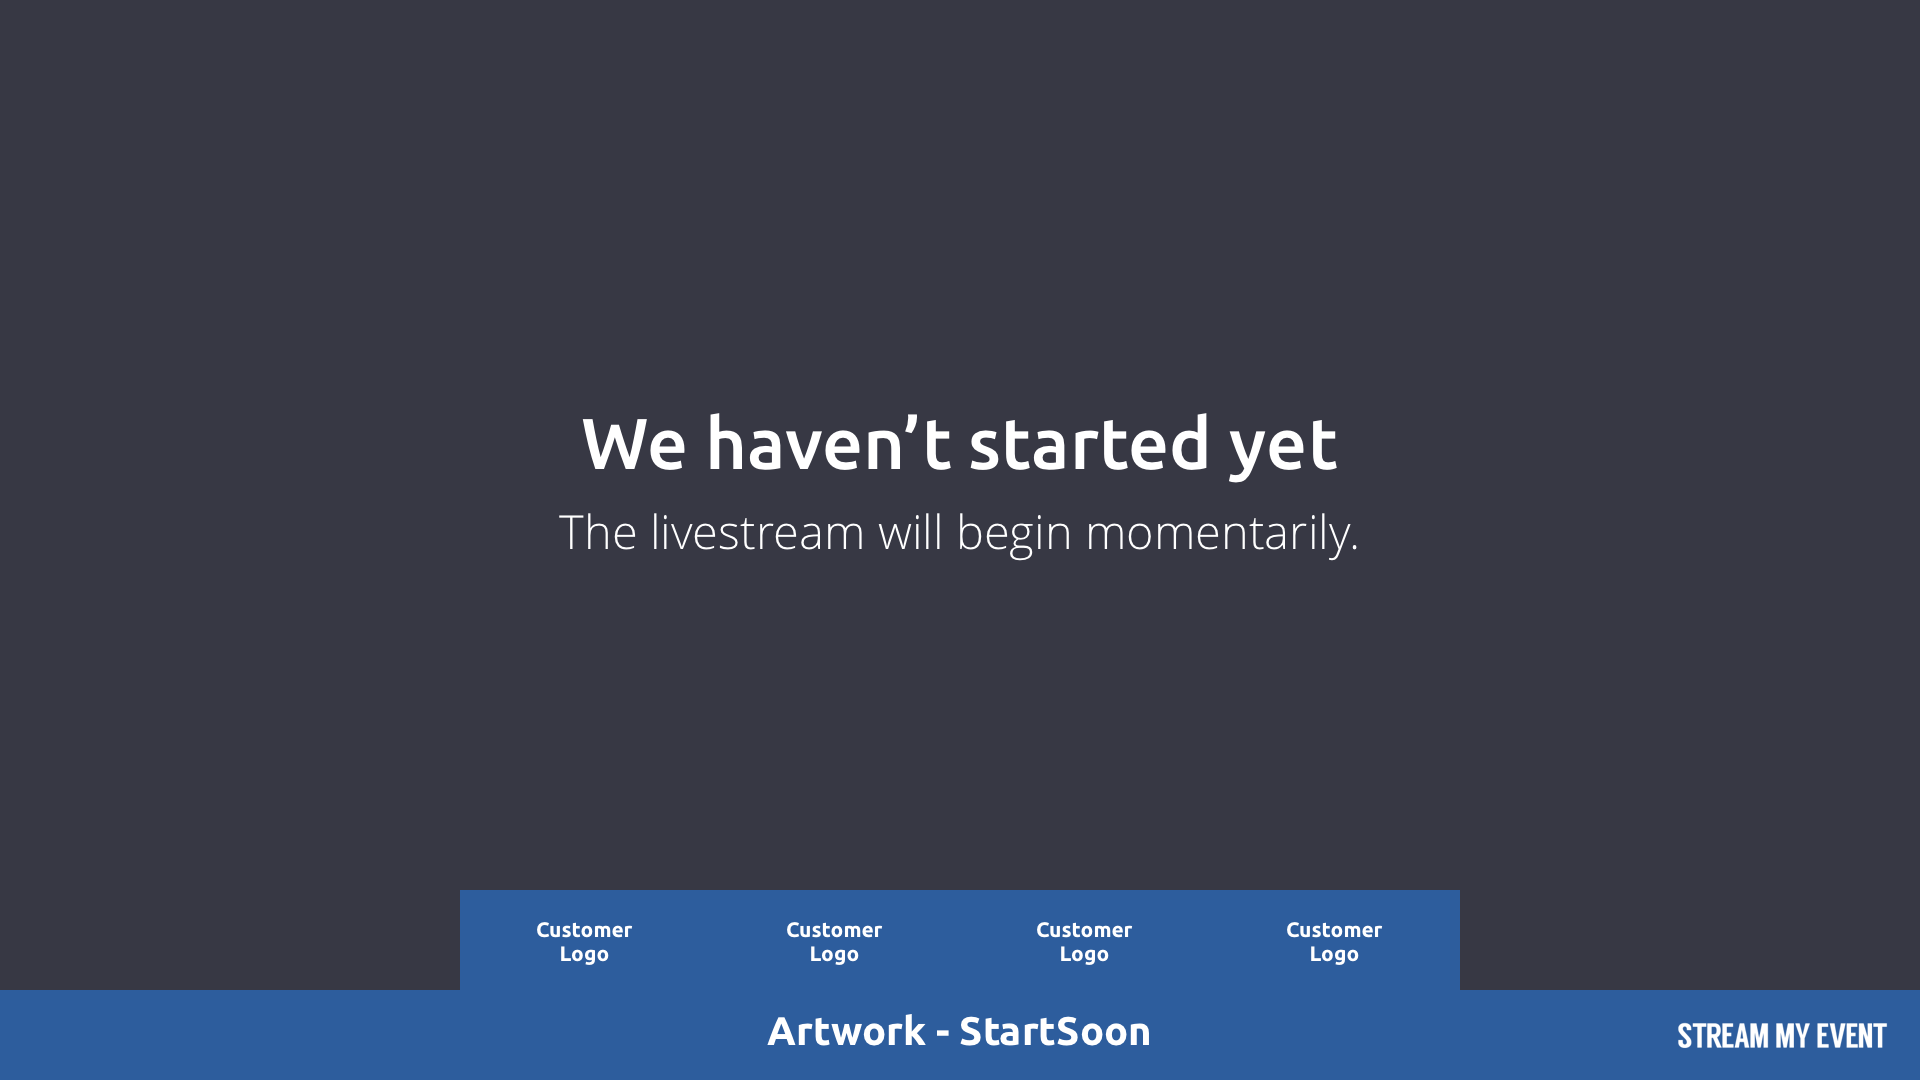 We haven’t started yet
The livestream will begin momentarily.
Customer Logo
Customer Logo
Customer Logo
Customer Logo
Artwork - StartSoon
STREAM MY EVENT